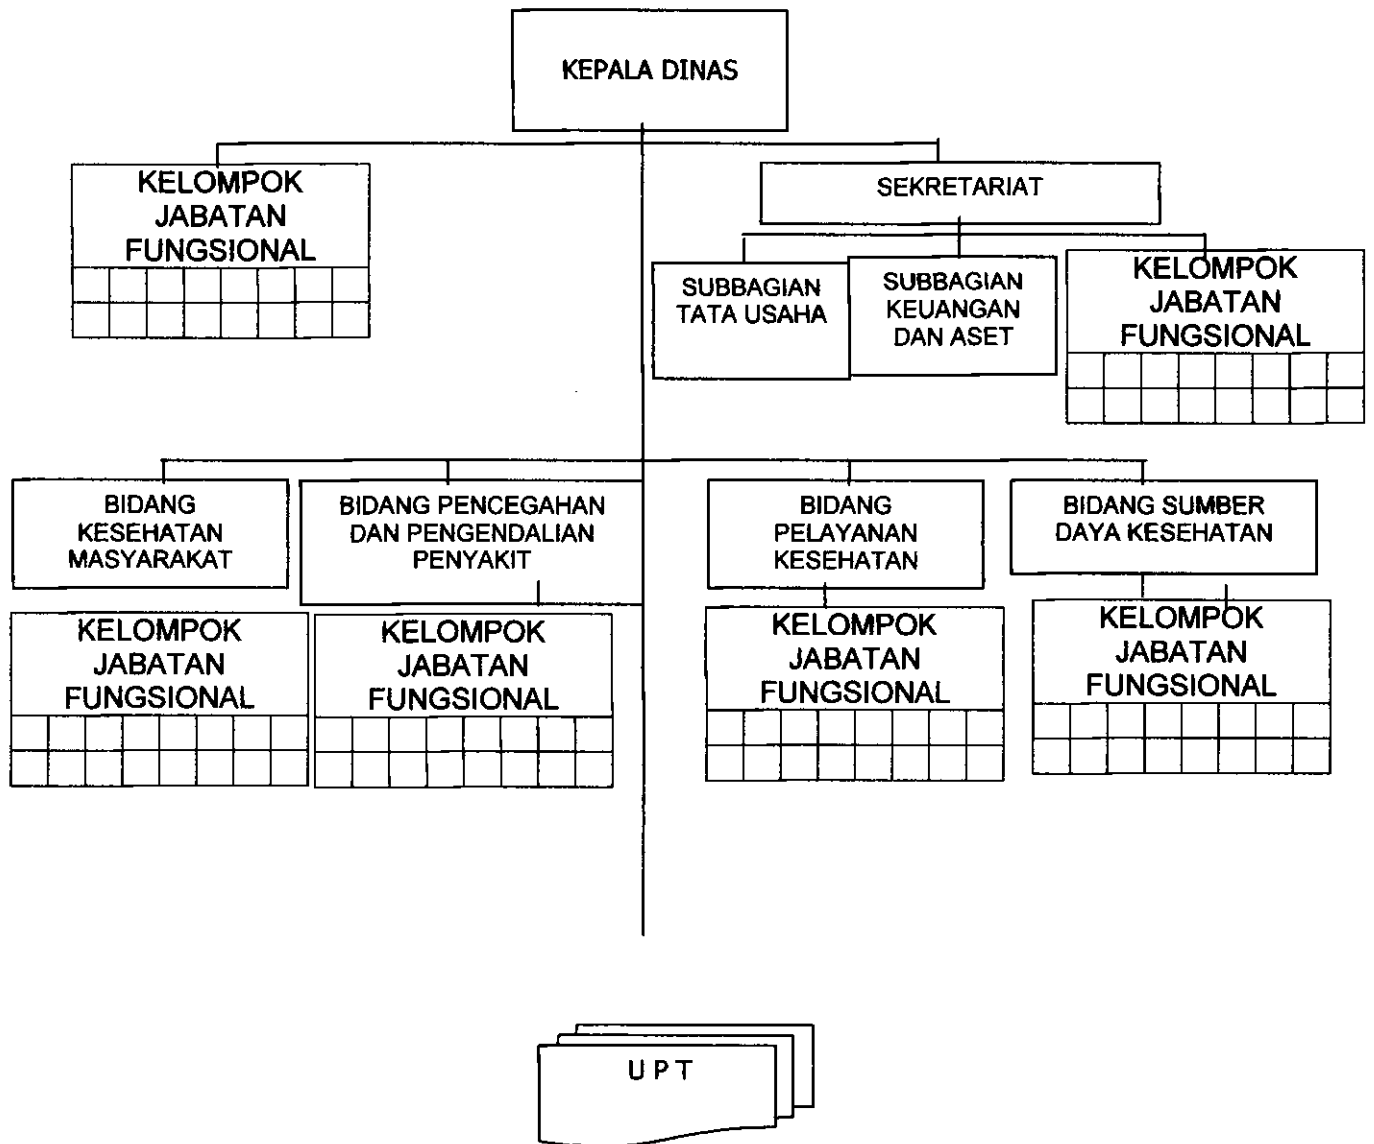 KEPALA DINAS
KELOMPOK
JABATAN
FUNGSIONAL
SEKRETARIAT
SUBBAGIAN
TATA USAHA
SUBBAGIAN
KEUANGAN
DAN ASET
KELOMPOK
JABATAN
FUNGSIONAL
BIDANG
KESEHATAN
MASYARAKAT
BIDANG PENCEGAHAN
DAN PENGENDALIAN
PENYAKIT
BIDANG
PELAYANAN
KESEHATAN
BIDANG SUMBER
DAYA KESEHATAN
KELOMPOK
JABATAN
FUNGSIONAL
KELOMPOK
JABATAN
FUNGSIONAL
KELOMPOK
JABATAN
FUNGSIONAL
KELOMPOK
JABATAN
FUNGSIONAL
U P T